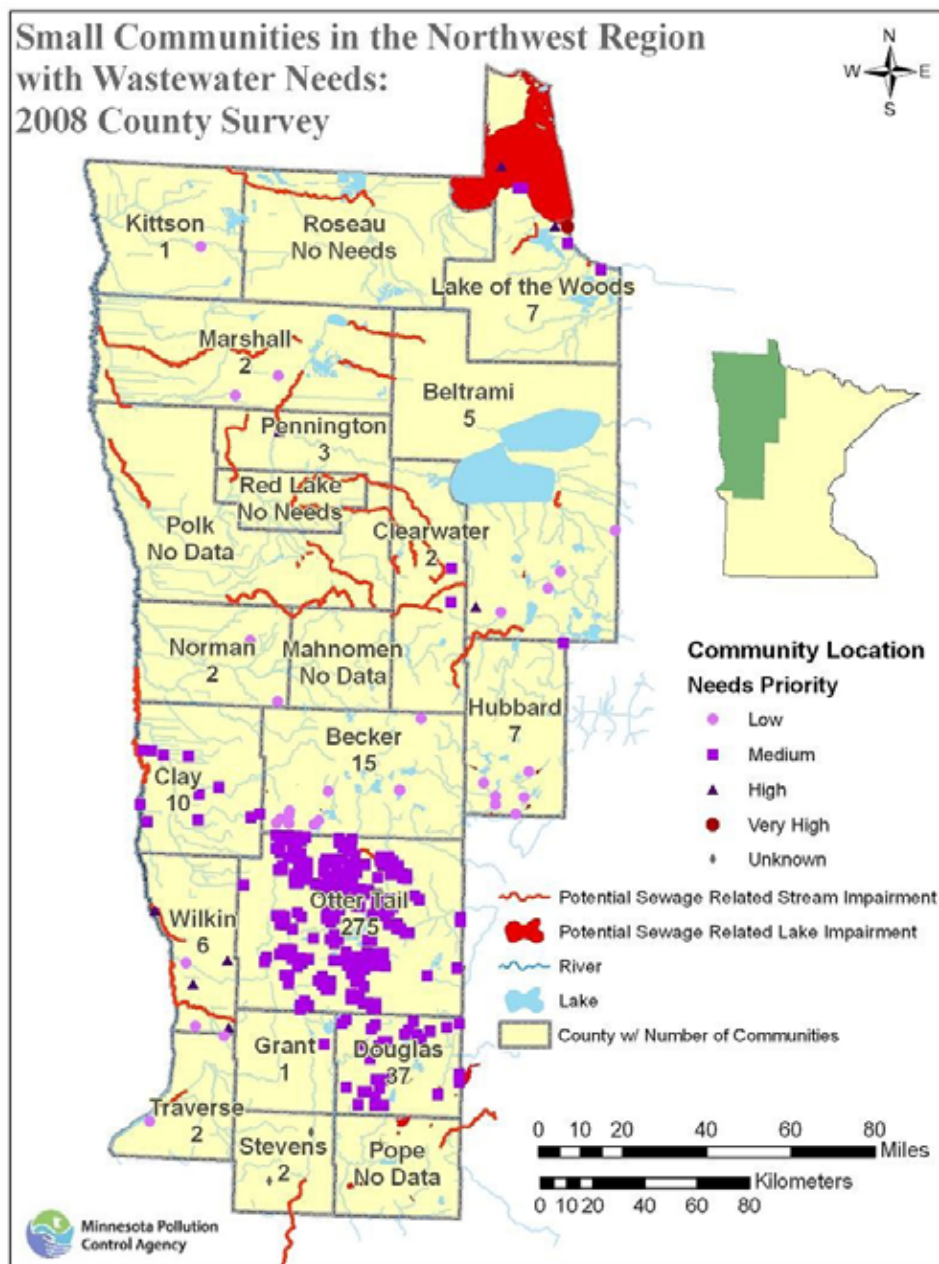 Small Communities in the Northwest Region
with Wastewater Needs:
2008 County Survey
N
W E
S
Kittson
1
Roseau
No Needs
Lake of the Woods
7
Marshall
2
Beltrami
5
Pennington
3
Red Lake
No Needs
Polk
No Data
Clearwater
2
Norman
2
Mahnomen
No Data
Hubbard
7
Becker
15
Clay
10
Otter Tail
275
Wilkin
6
Grant
1
Douglas
37
Traverse
2
Stevens
2
Pope
No Data
Community Location
Needs Priority
Low
Medium
High
Very High
Unknown
Potential Sewage Related Stream Impairment
Potential Sewage Related Lake Impairment
River
Lake
County w/ Number of Communities
0 10 20 40 60 80
Miles
Kilometers
0 10 20 40 60 80
Minnesota Pollution
Control Agency